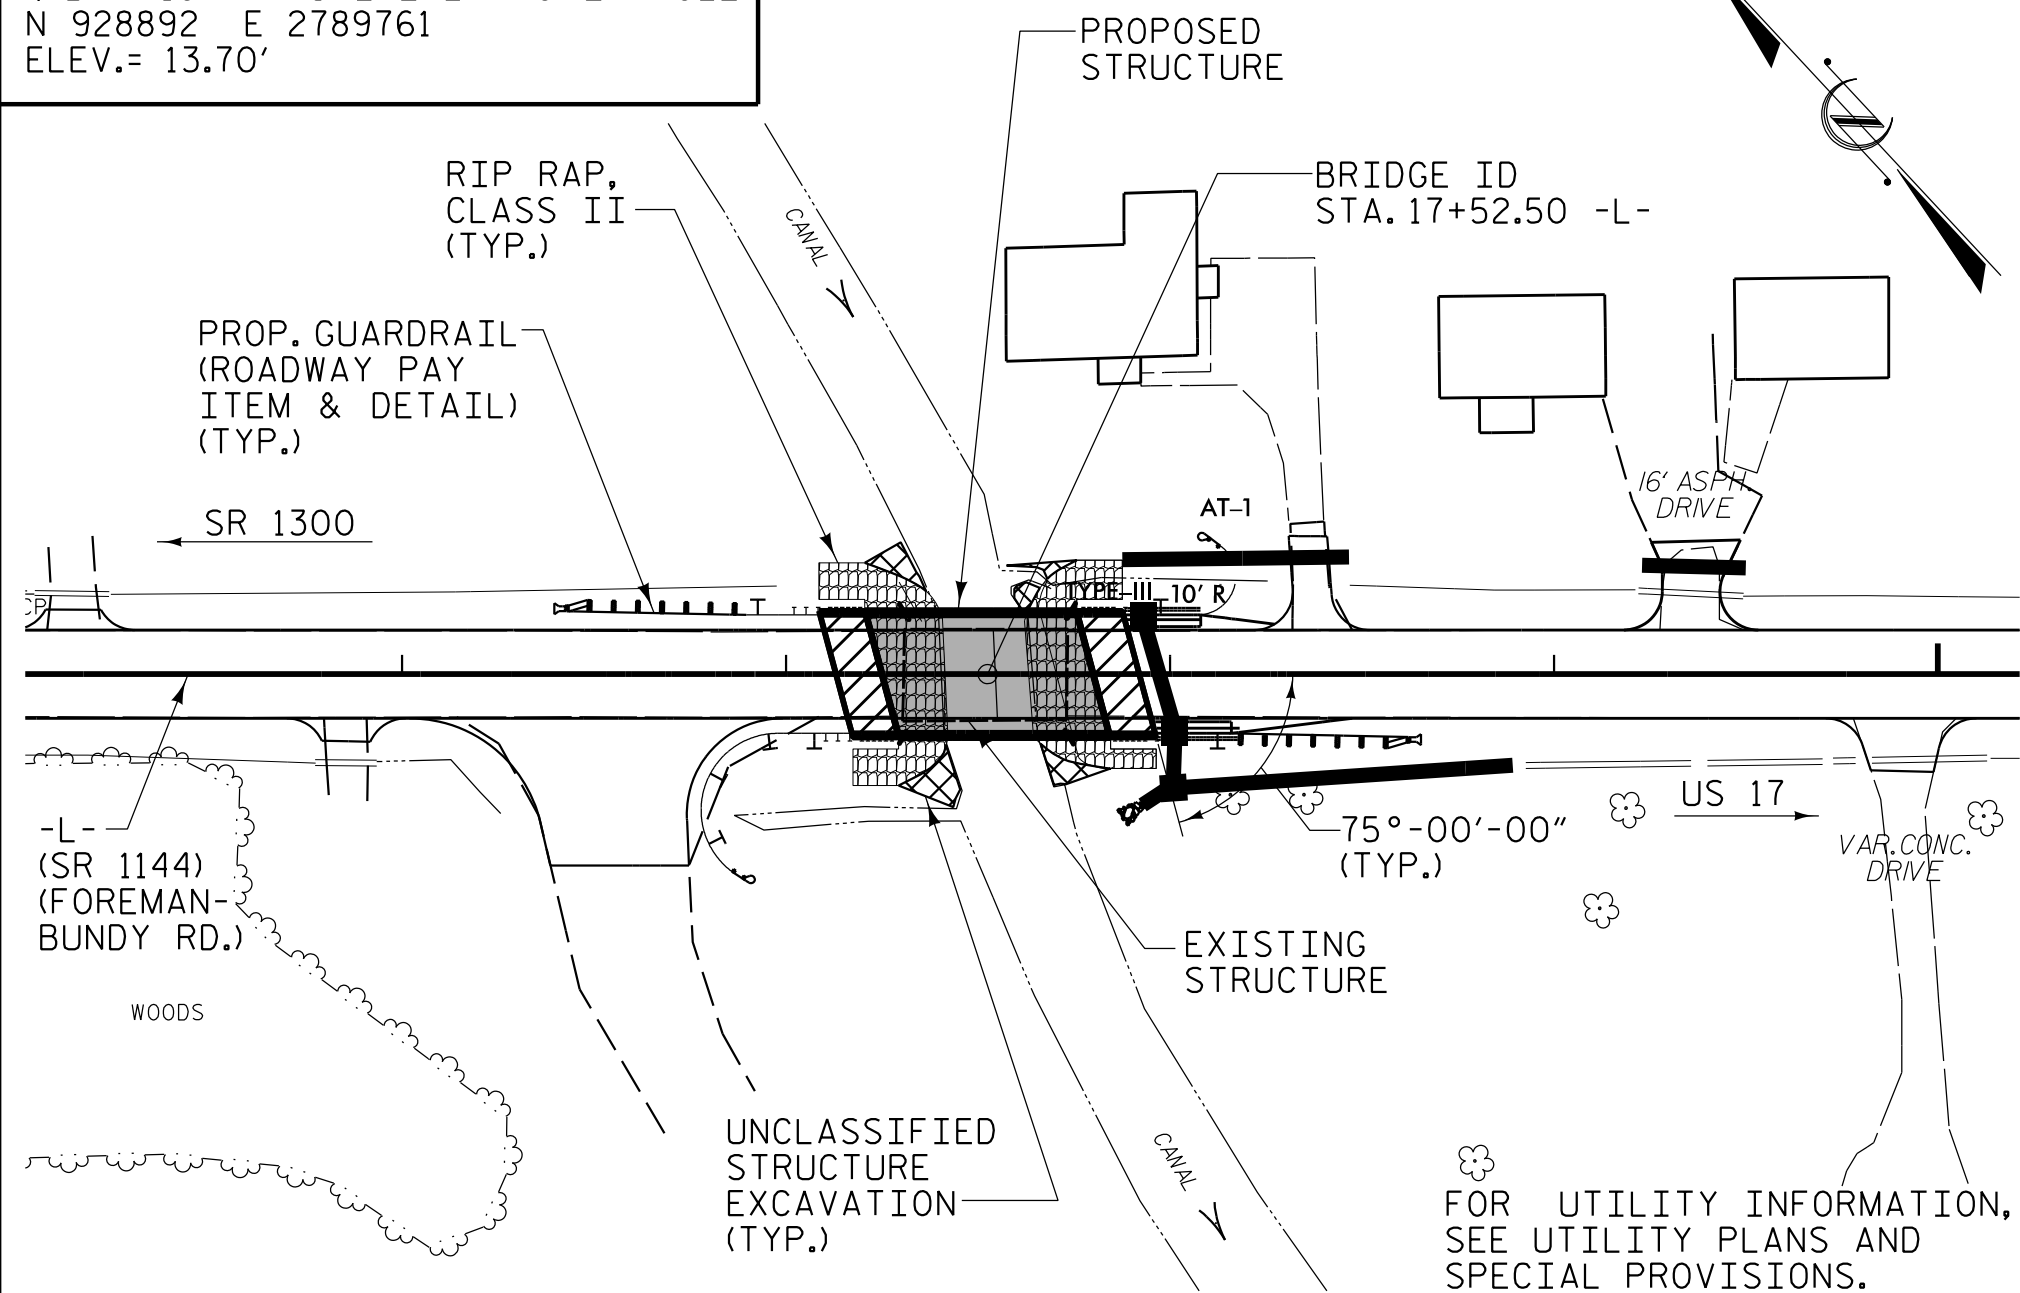 N 928892 E 2789761
ELEV.= 13.70'
PROPOSED
STRUCTURE
RIP RAP,
CLASS II
(TYP.)
CANAL
BRIDGE ID
STA. 17+52.50 -L-
PROP. GUARDRAIL
(ROADWAY PAY
ITEM & DETAIL)
(TYP.)
SR 1300
AT-1
16' ASPH.
DRIVE
CP
TYPE-III
10' R
-L-
(SR 1144)
(FOREMAN-
BUNDY RD.)
WOODS
US 17
75°-00'-00"
(TYP.)
VAR. CONC.
DRIVE
EXISTING
STRUCTURE
UNCLASSIFIED
STRUCTURE
EXCAVATION
(TYP.)
CANAL
FOR UTILITY INFORMATION,
SEE UTILITY PLANS AND
SPECIAL PROVISIONS.